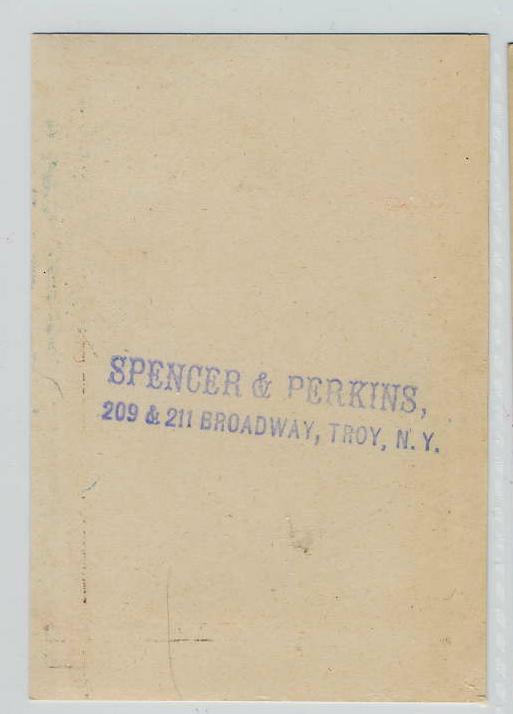 SPENCER & PERKINS,
209 & 211 BROADWAY, TROY, N. Y.